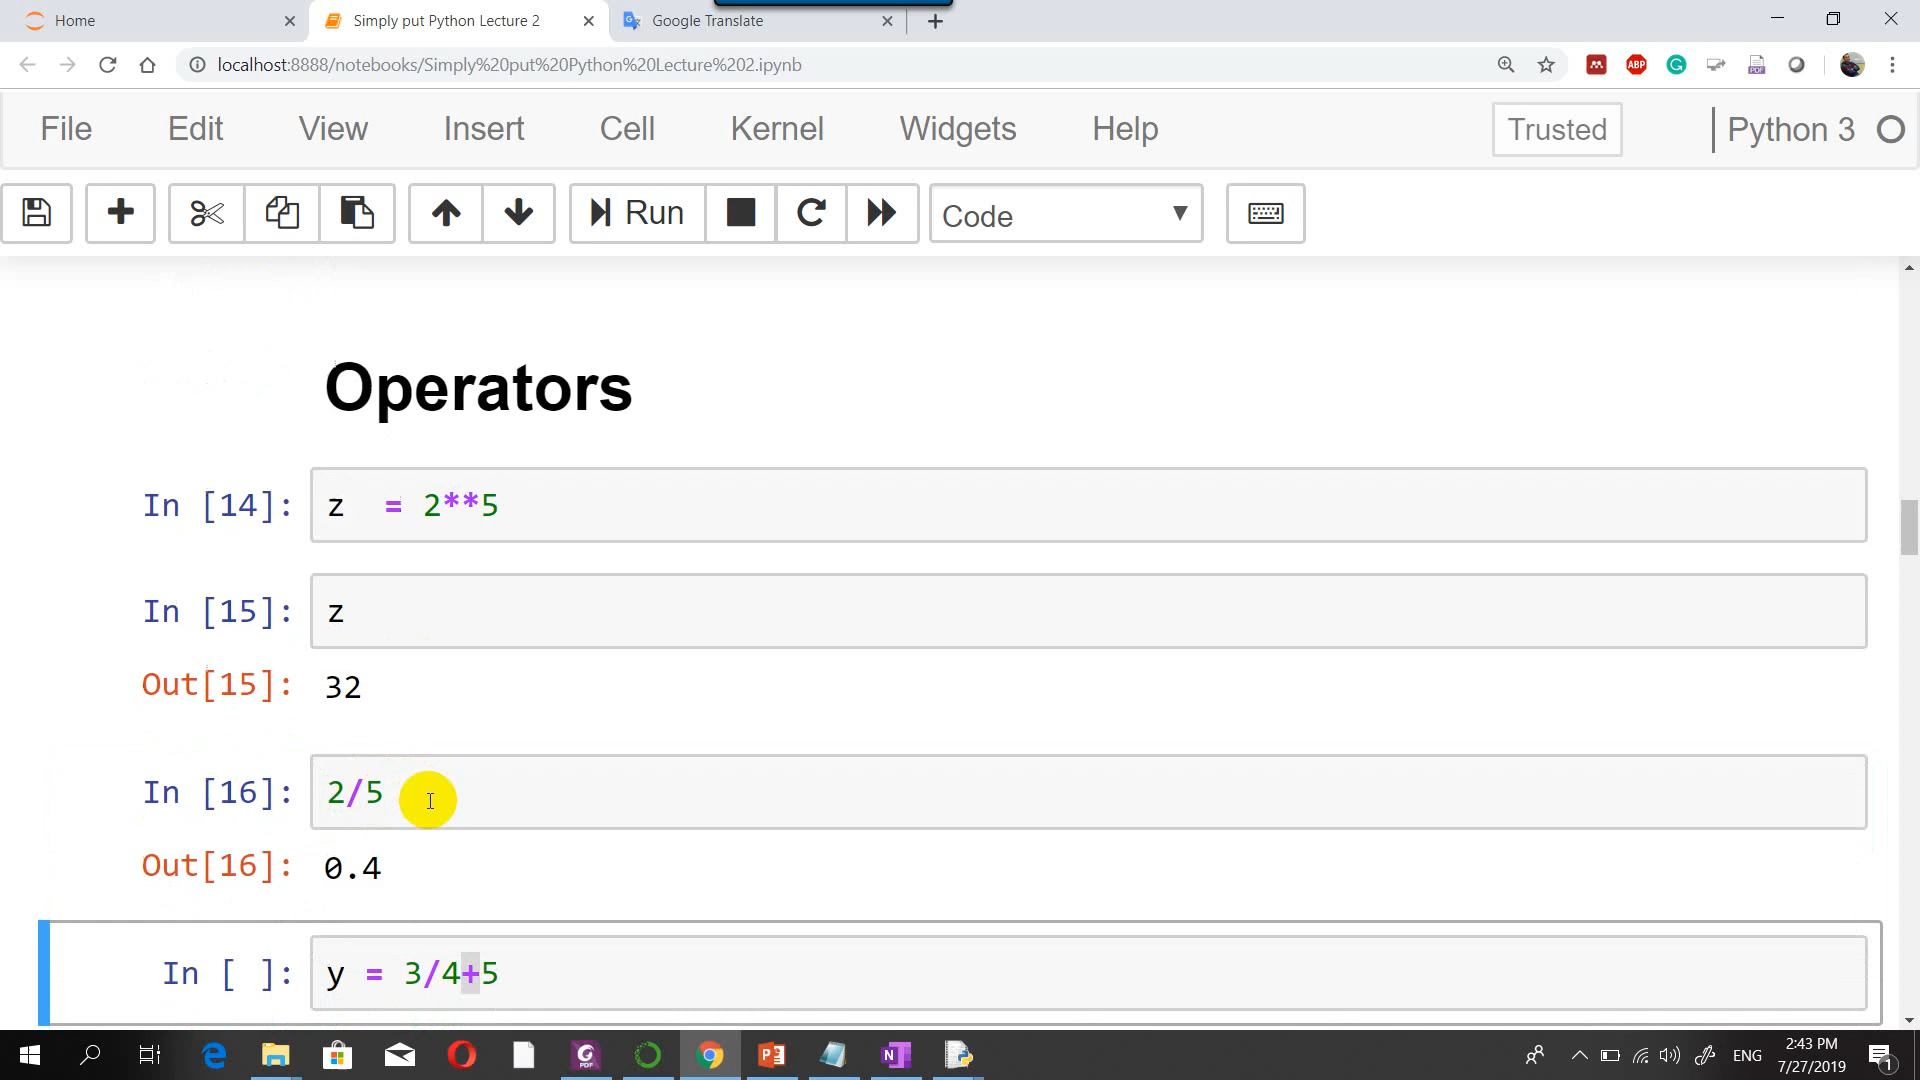 Home
Simply put Python Lecture 2
Google Translate
localhost:8888/notebooks/Simply%20put%20Python%20Lecture%202.ipynb
ABP
PDF
File Edit View Insert Cell Kernel Widgets Help Trusted Python 3
Run Code
Operators
In [14]: z = 2**5
In [15]: z
Out[15]: 32
In [16]: 2/5
Out[16]: 0.4
In [ ]: y = 3/4+5
ENG
2:43 PM
7/27/2019
1